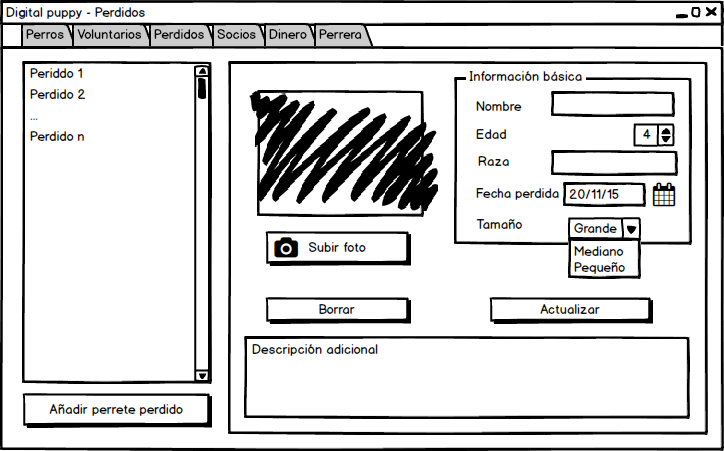 Digital puppy - Perdidos
Perros Voluntarios Perdidos Socios Dinero Perrera
Periddo 1
Perdido 2
...
Perdido n
Añadir perrete perdido
Subir foto
Información básica
Nombre
Edad 4
Raza
Fecha perdida 20/11/15
Tamaño Grande
Mediano
Pequeño
Borrar
Actualizar
Descripción adicional